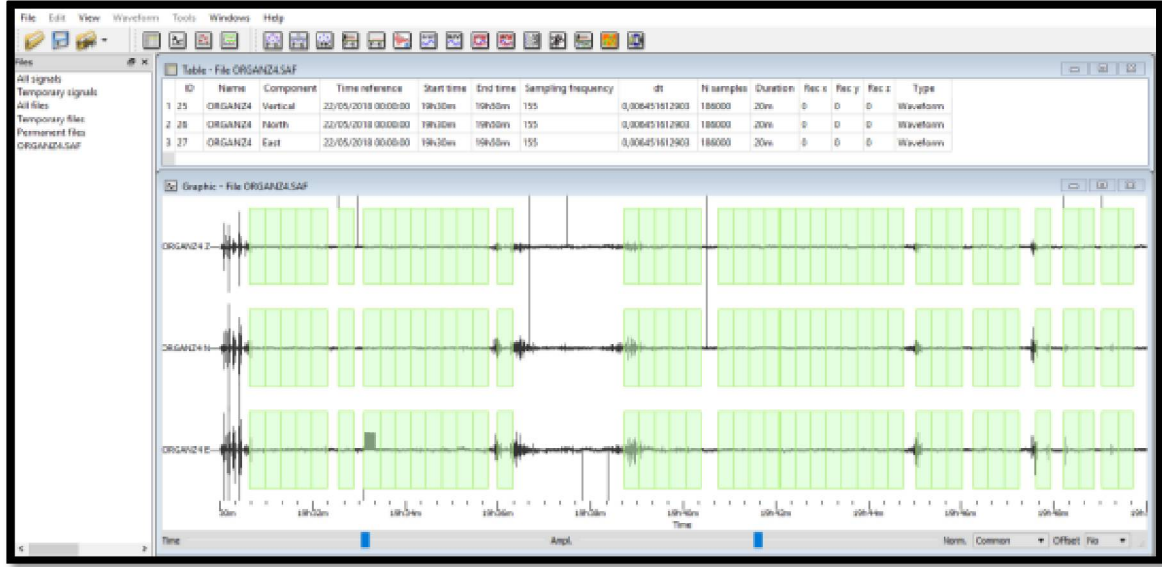 File Edit View Waveform Tools Windows Help
Files
All signals
Temporary signals
All files
Temporary files
Permanent files
ORGANZ4.SAF
Table - File ORGANZ4.SAF
ID Name Component Time reference Start time End time Sampling frequency dt N samples Duration Rec x Rec y Rec z Type
1 25 ORGANZ4 Vertical 22/05/2018 00:00:00 19h30m 19h50m 155 0,006451612903 186000 20m 0 0 0 Waveform
2 26 ORGANZ4 North 22/05/2018 00:00:00 19h30m 19h50m 155 0,006451612903 186000 20m 0 0 0 Waveform
3 27 ORGANZ4 East 22/05/2018 00:00:00 19h30m 19h50m 155 0,006451612903 186000 20m 0 0 0 Waveform
Graphic - File ORGANZ4.SAF
ORGANZ4 Z
ORGANZ4 N
ORGANZ4 E
30m 19h32m 19h34m 19h36m 19h38m 19h40m 19h42m 19h44m 19h46m 19h48m 19h
Time
Time Ampl. Norm. Common Offset No